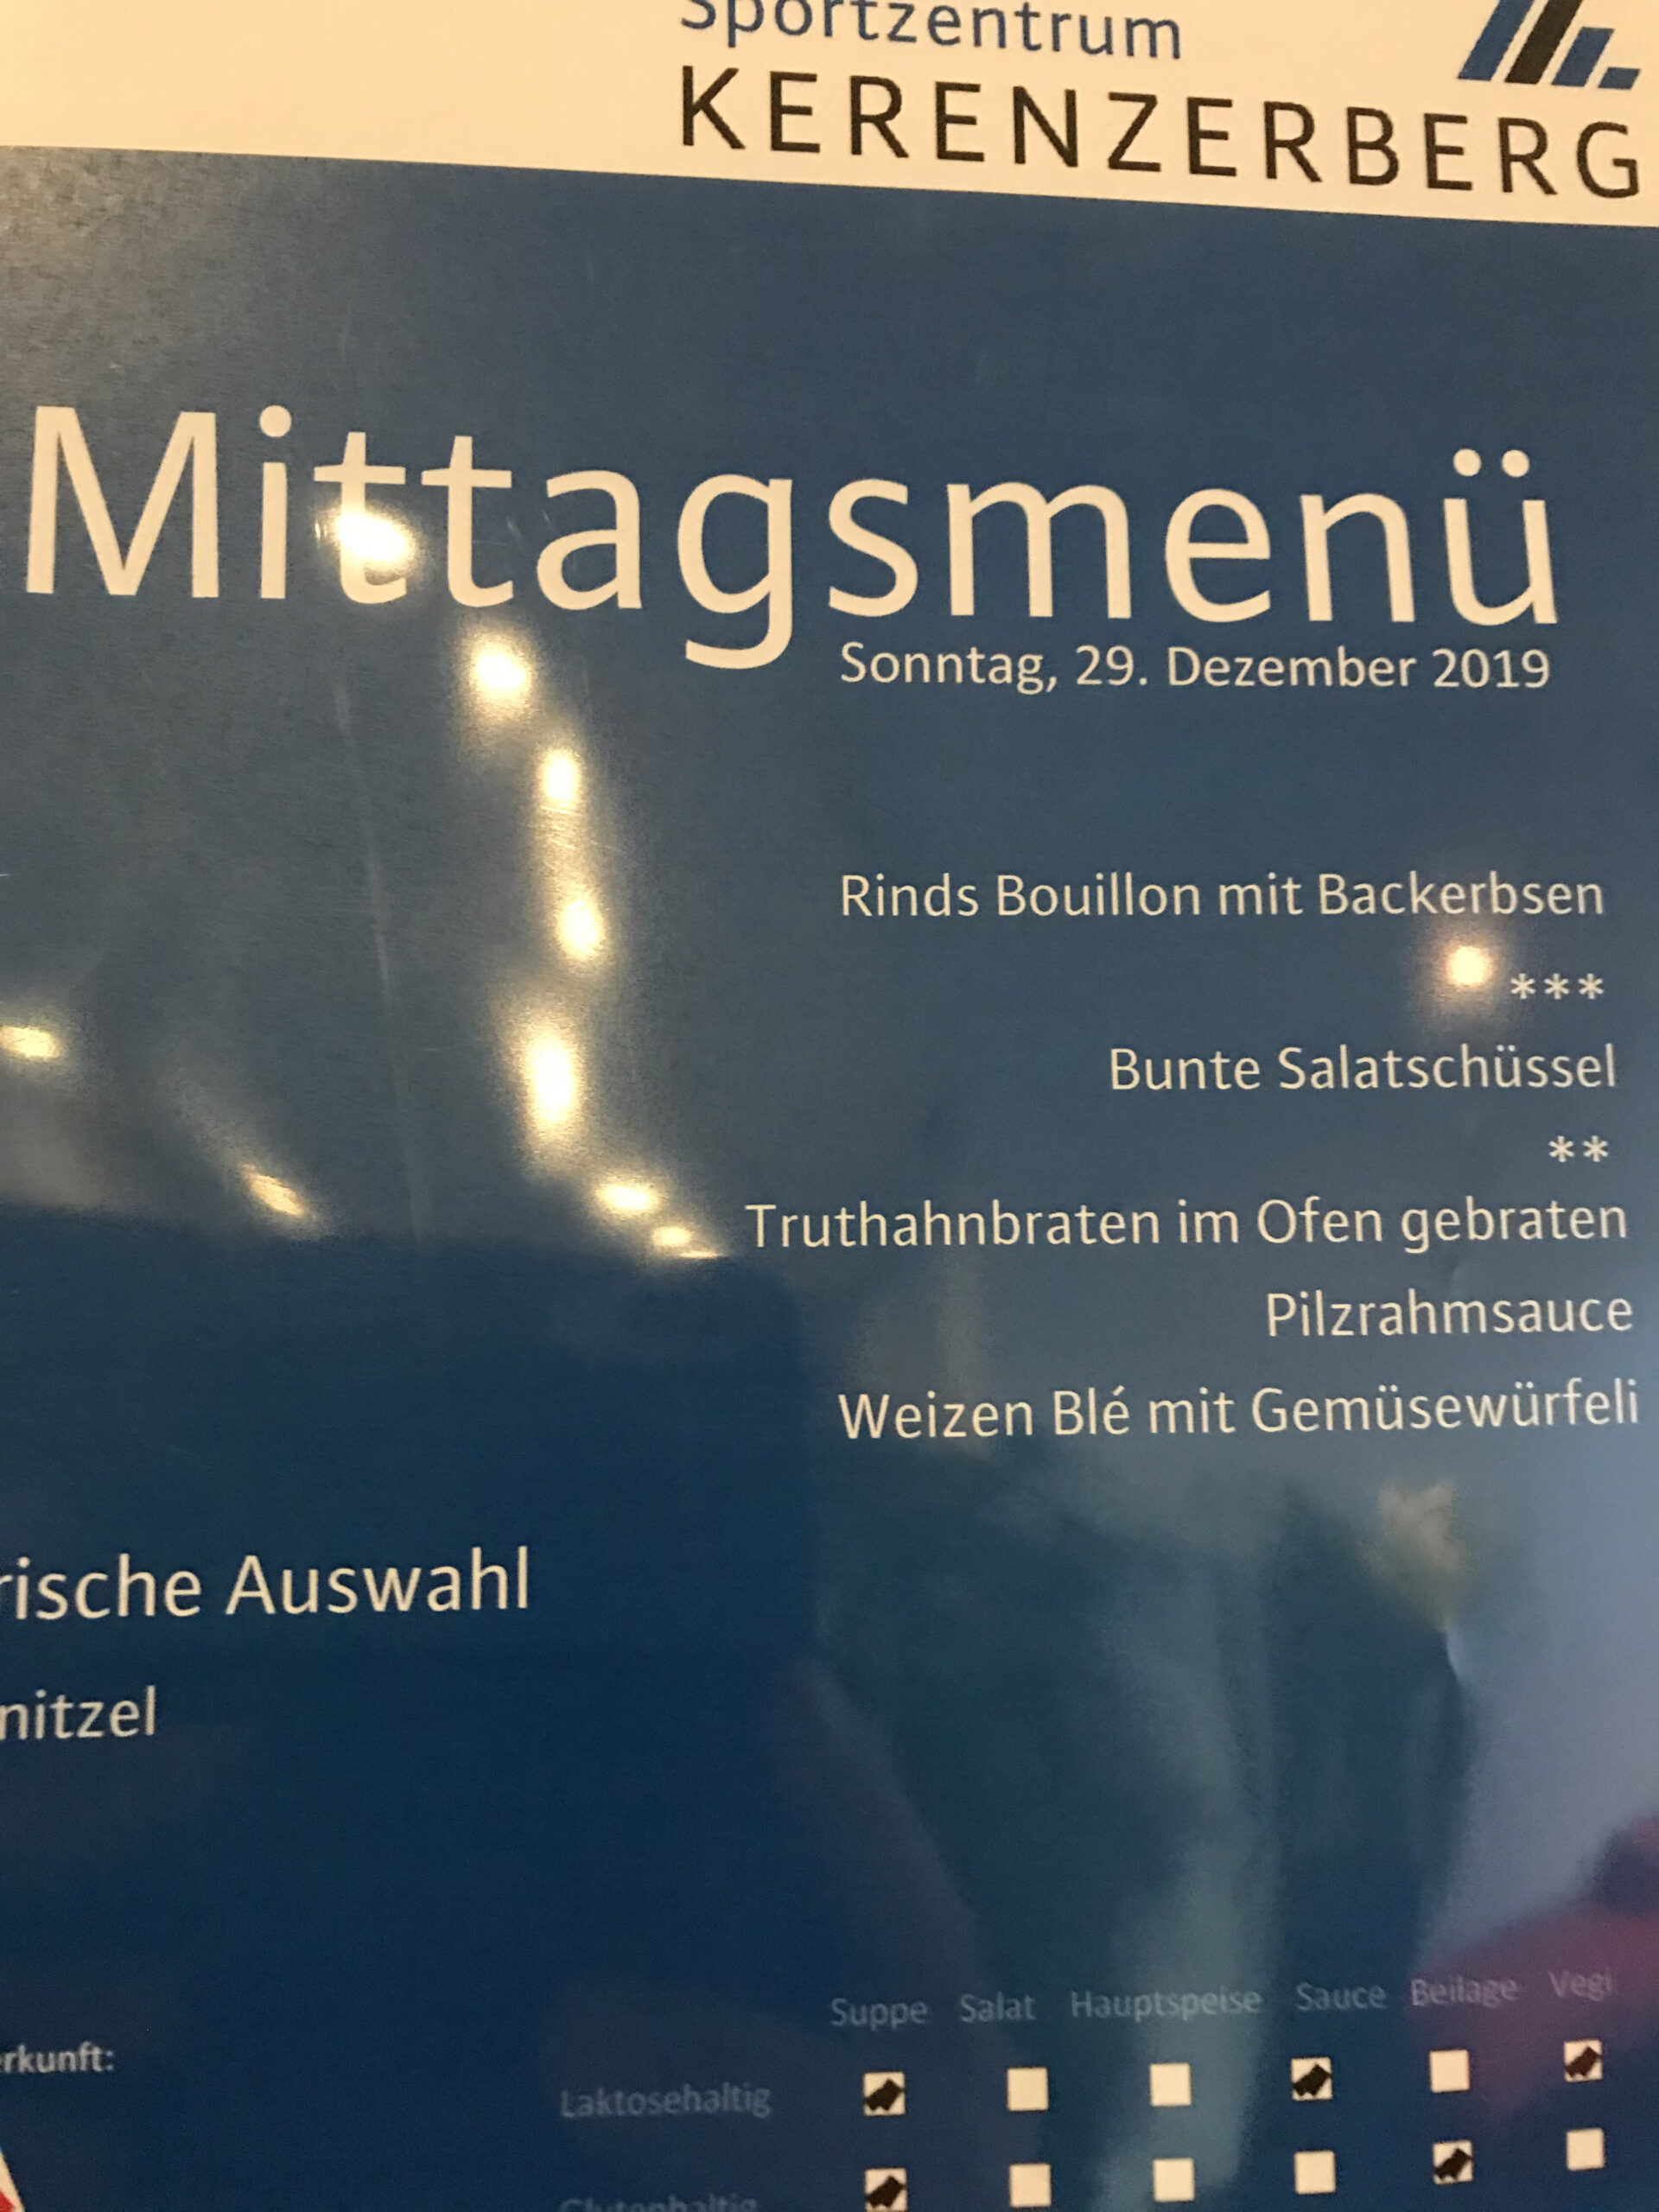 Sportzentrum
KERENZERBERG
Mittagsmenü
Sonntag, 29. Dezember 2019
Rinds Bouillon mit Backerbsen
***
Bunte Salatschüssel
**
Truthahnbraten im Ofen gebraten
Pilzrahmsauce
Weizen Blé mit Gemüsewürfeli
rische Auswahl
nitzel
Suppe Salat Hauptspeise Sauce Beilage Vegi
rkunft:
Laktosehaltig
Glutenhaltig